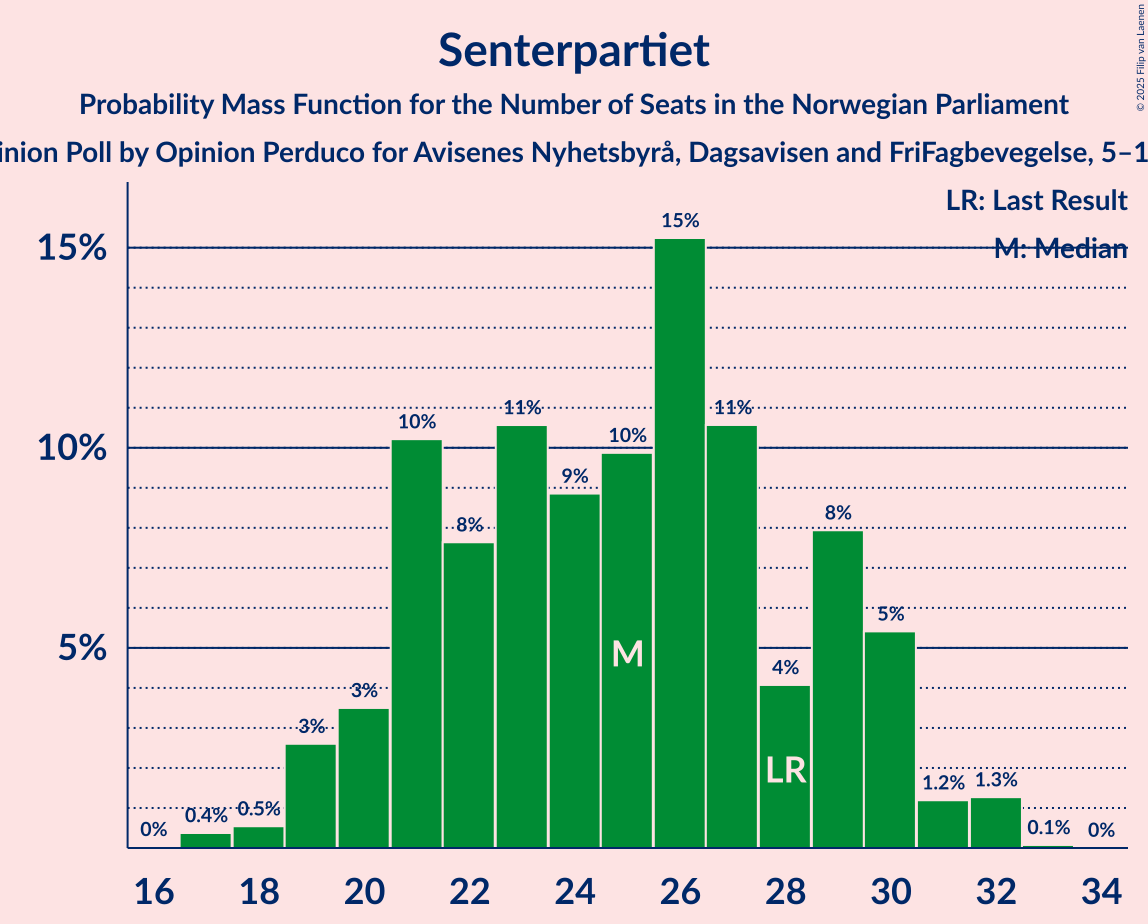 Senterpartiet
Probability Mass Function for the Number of Seats in the Norwegian Parliament
Poll by Opinion Perduco for Avisenes Nyhetsbyrå, Dagsavisen and FriFagbevegelse,
© 2025 Filip van Laenen
LR: Last Result
M: Median
15%
10%
5%
0%
0.4%
0.5%
3%
3%
10%
8%
11%
9%
10%
15%
11%
4%
8%
5%
1.2%
1.3%
0.1%
0%
M
LR
16 18 20 22 24 26 28 30 32 34